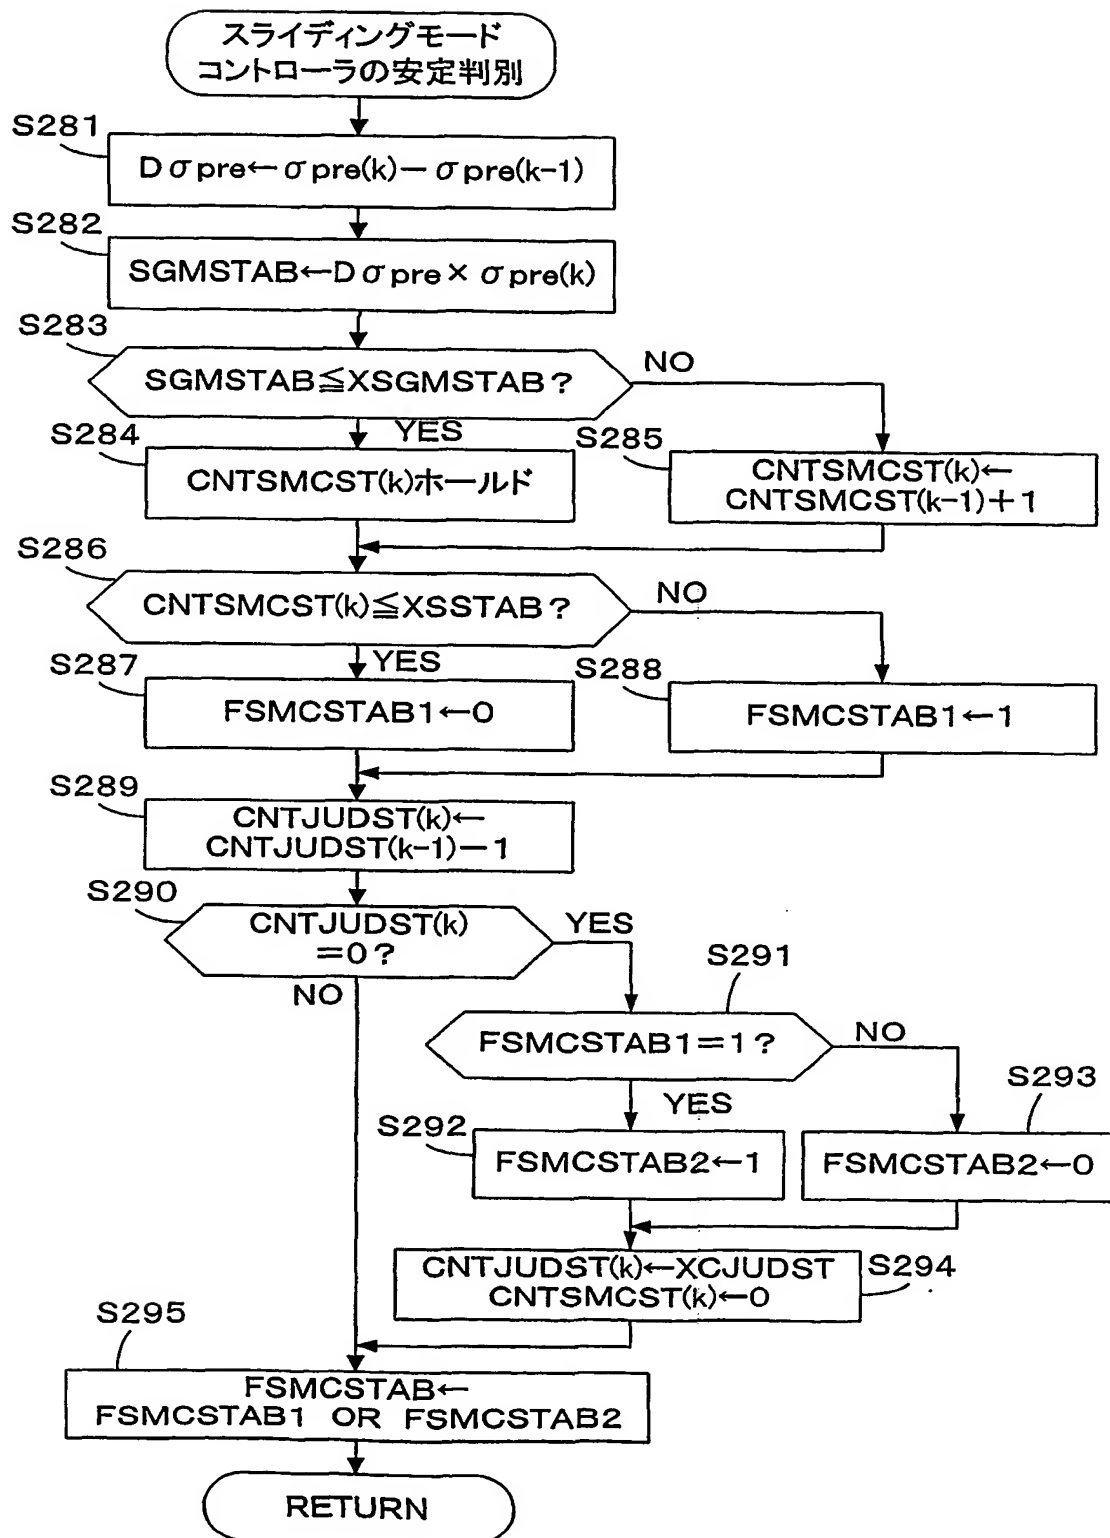 スライディングモード
コントローラの安定判別
S281
Dσpre←σpre(k)－σpre(k-1)
S282
SGMSTAB←Dσpre×σpre(k)
S283
SGMSTAB≦XSGMSTAB?
NO
YES
S284
CNTSMCST(k)ホールド
S285
CNTSMCST(k)←
CNTSMCST(k-1)+1
S286
CNTSMCST(k)≦XSSTAB?
NO
YES
S287
FSMCSTAB1←0
S288
FSMCSTAB1←1
S289
CNTJUDST(k)←
CNTJUDST(k-1)－1
S290
CNTJUDST(k)
=0?
YES
NO
S291
FSMCSTAB1=1?
NO
YES
S292
FSMCSTAB2←1
S293
FSMCSTAB2←0
S294
CNTJUDST(k)←XCJUDST
CNTSMCST(k)←0
S295
FSMCSTAB←
FSMCSTAB1 OR FSMCSTAB2
RETURN